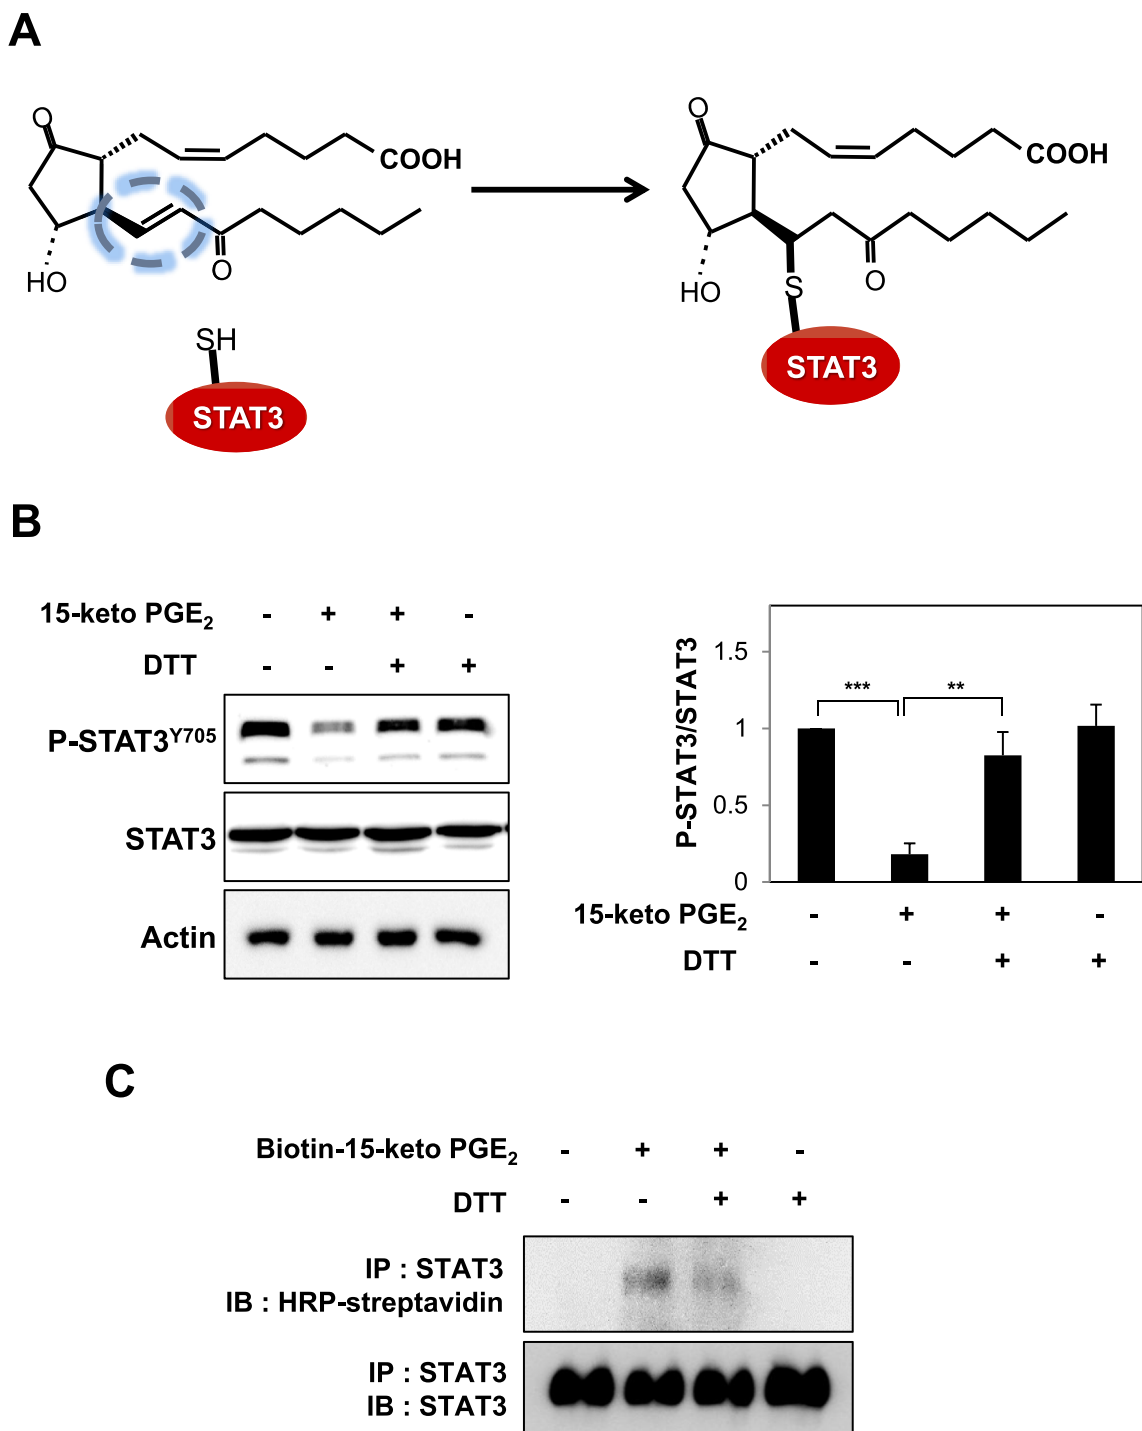 A
O
COOH
O
HO
SH
STAT3
O
COOH
O
HO
S
STAT3
B
15-keto PGE2 - + + -
DTT - - + +
P-STAT3Y705
STAT3
Actin
P-STAT3/STAT3
1.5
1
0.5
0
*** **
15-keto PGE2 - + + -
DTT - - + +
C
Biotin-15-keto PGE2 - + + -
DTT - - + +
IP : STAT3
IB : HRP-streptavidin
IP : STAT3
IB : STAT3